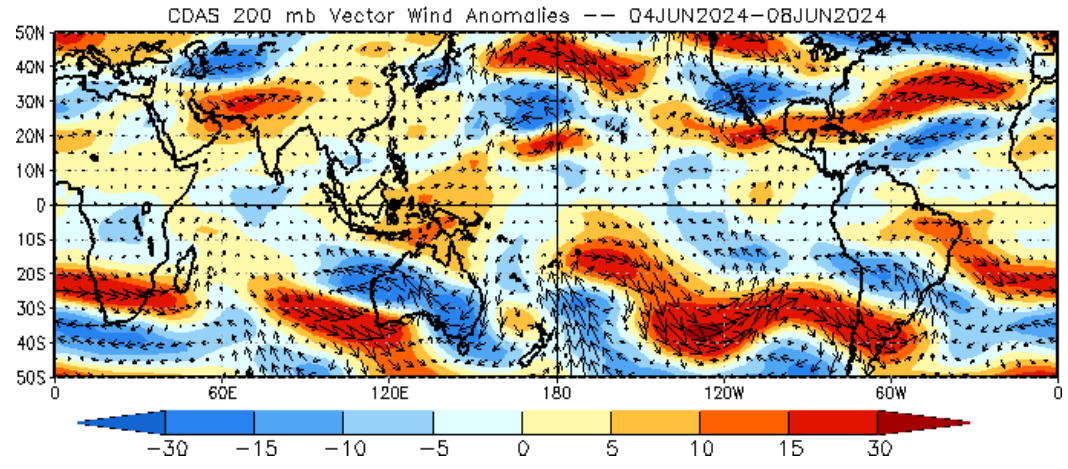 CDAS 200 mb Vector Wind Anomalies -- 04JUN2024-08JUN2024
50N
40N
30N
20N
10N
0
10S
20S
30S
40S
50S
0 60E 120E 180 120W 60W 0
-30 -15 -10 -5 0 5 10 15 30